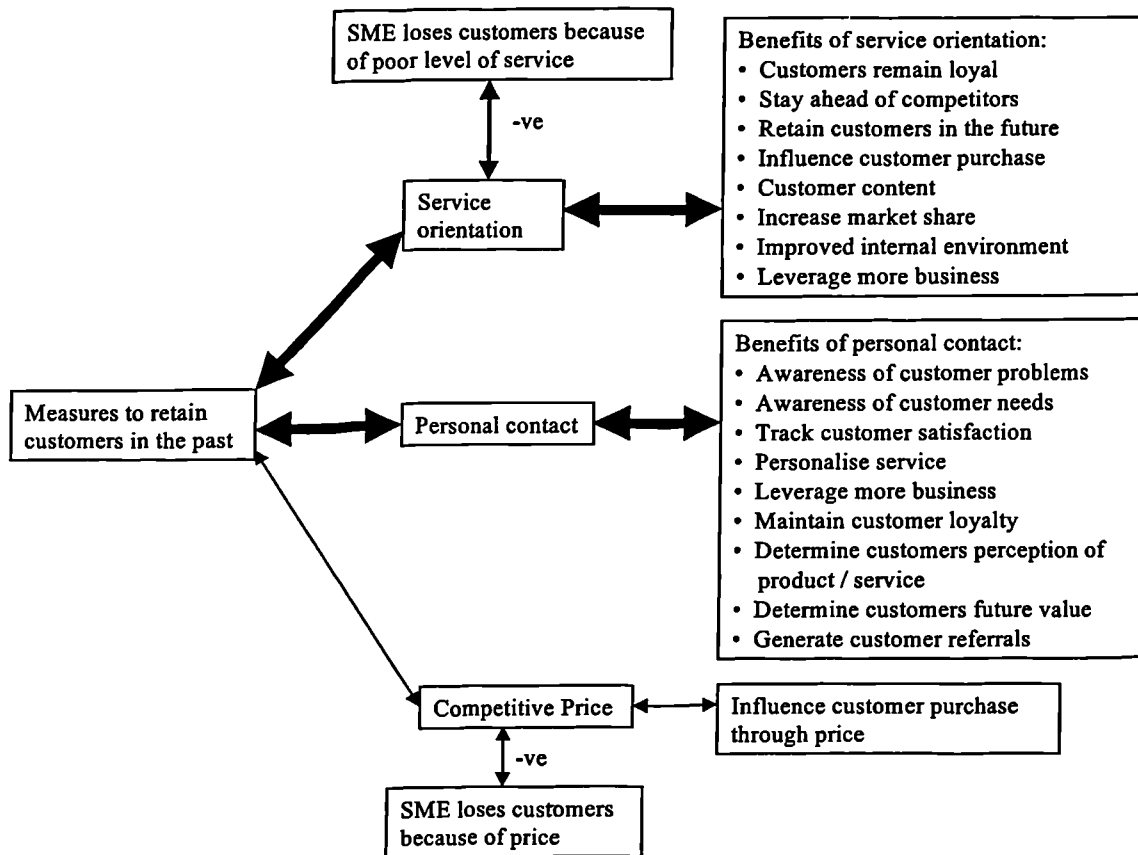 SME loses customers because
of poor level of service
-ve
Service
orientation
Benefits of service orientation:
• Customers remain loyal
• Stay ahead of competitors
• Retain customers in the future
• Influence customer purchase
• Customer content
• Increase market share
• Improved internal environment
• Leverage more business
Measures to retain
customers in the past
Personal contact
Benefits of personal contact:
• Awareness of customer problems
• Awareness of customer needs
• Track customer satisfaction
• Personalise service
• Leverage more business
• Maintain customer loyalty
• Determine customers perception of
product / service
• Determine customers future value
• Generate customer referrals
Competitive Price
Influence customer purchase
through price
-ve
SME loses customers
because of price